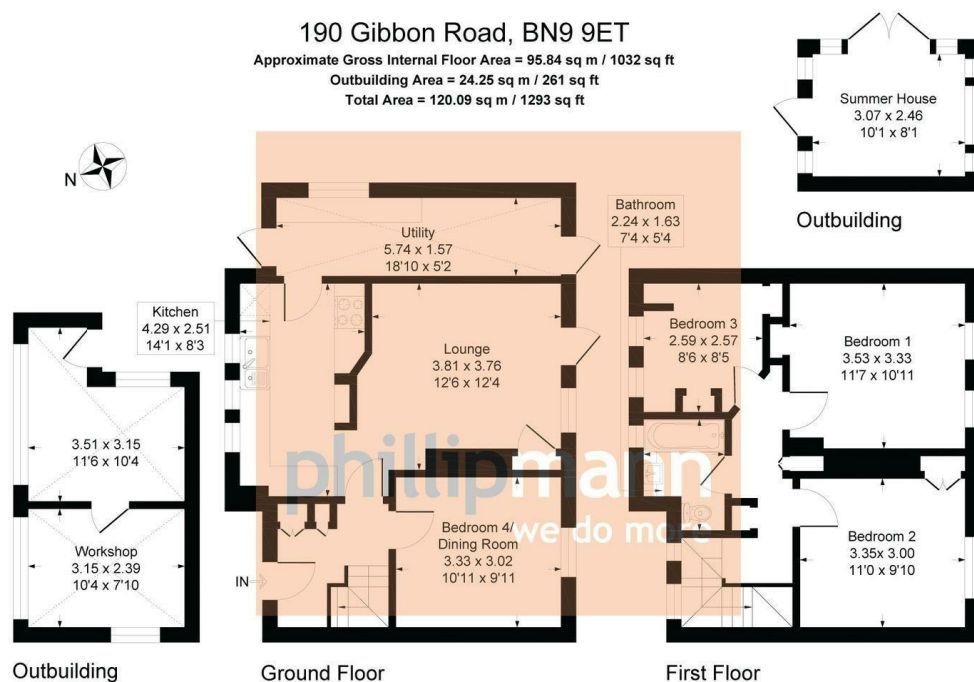 190 Gibbon Road, BN9 9ET
Approximate Gross Internal Floor Area = 95.84 sq m / 1032 sq ft
Outbuilding Area = 24.25 sq m / 261 sq ft
Total Area = 120.09 sq m / 1293 sq ft
N
Summer House
3.07 x 2.46
10'1 x 8'1
Outbuilding
Utility
5.74 x 1.57
18'10 x 5'2
Bathroom
2.24 x 1.63
7'4 x 5'4
Kitchen
4.29 x 2.51
14'1 x 8'3
Lounge
3.81 x 3.76
12'6 x 12'4
Bedroom 3
2.59 x 2.57
8'6 x 8'5
Bedroom 1
3.53 x 3.33
11'7 x 10'11
3.51 x 3.15
11'6 x 10'4
phillipmann
we do more
Workshop
3.15 x 2.39
10'4 x 7'10
IN
Bedroom 4/
Dining Room
3.33 x 3.02
10'11 x 9'11
Bedroom 2
3.35 x 3.00
11'0 x 9'10
Outbuilding
Ground Floor
First Floor